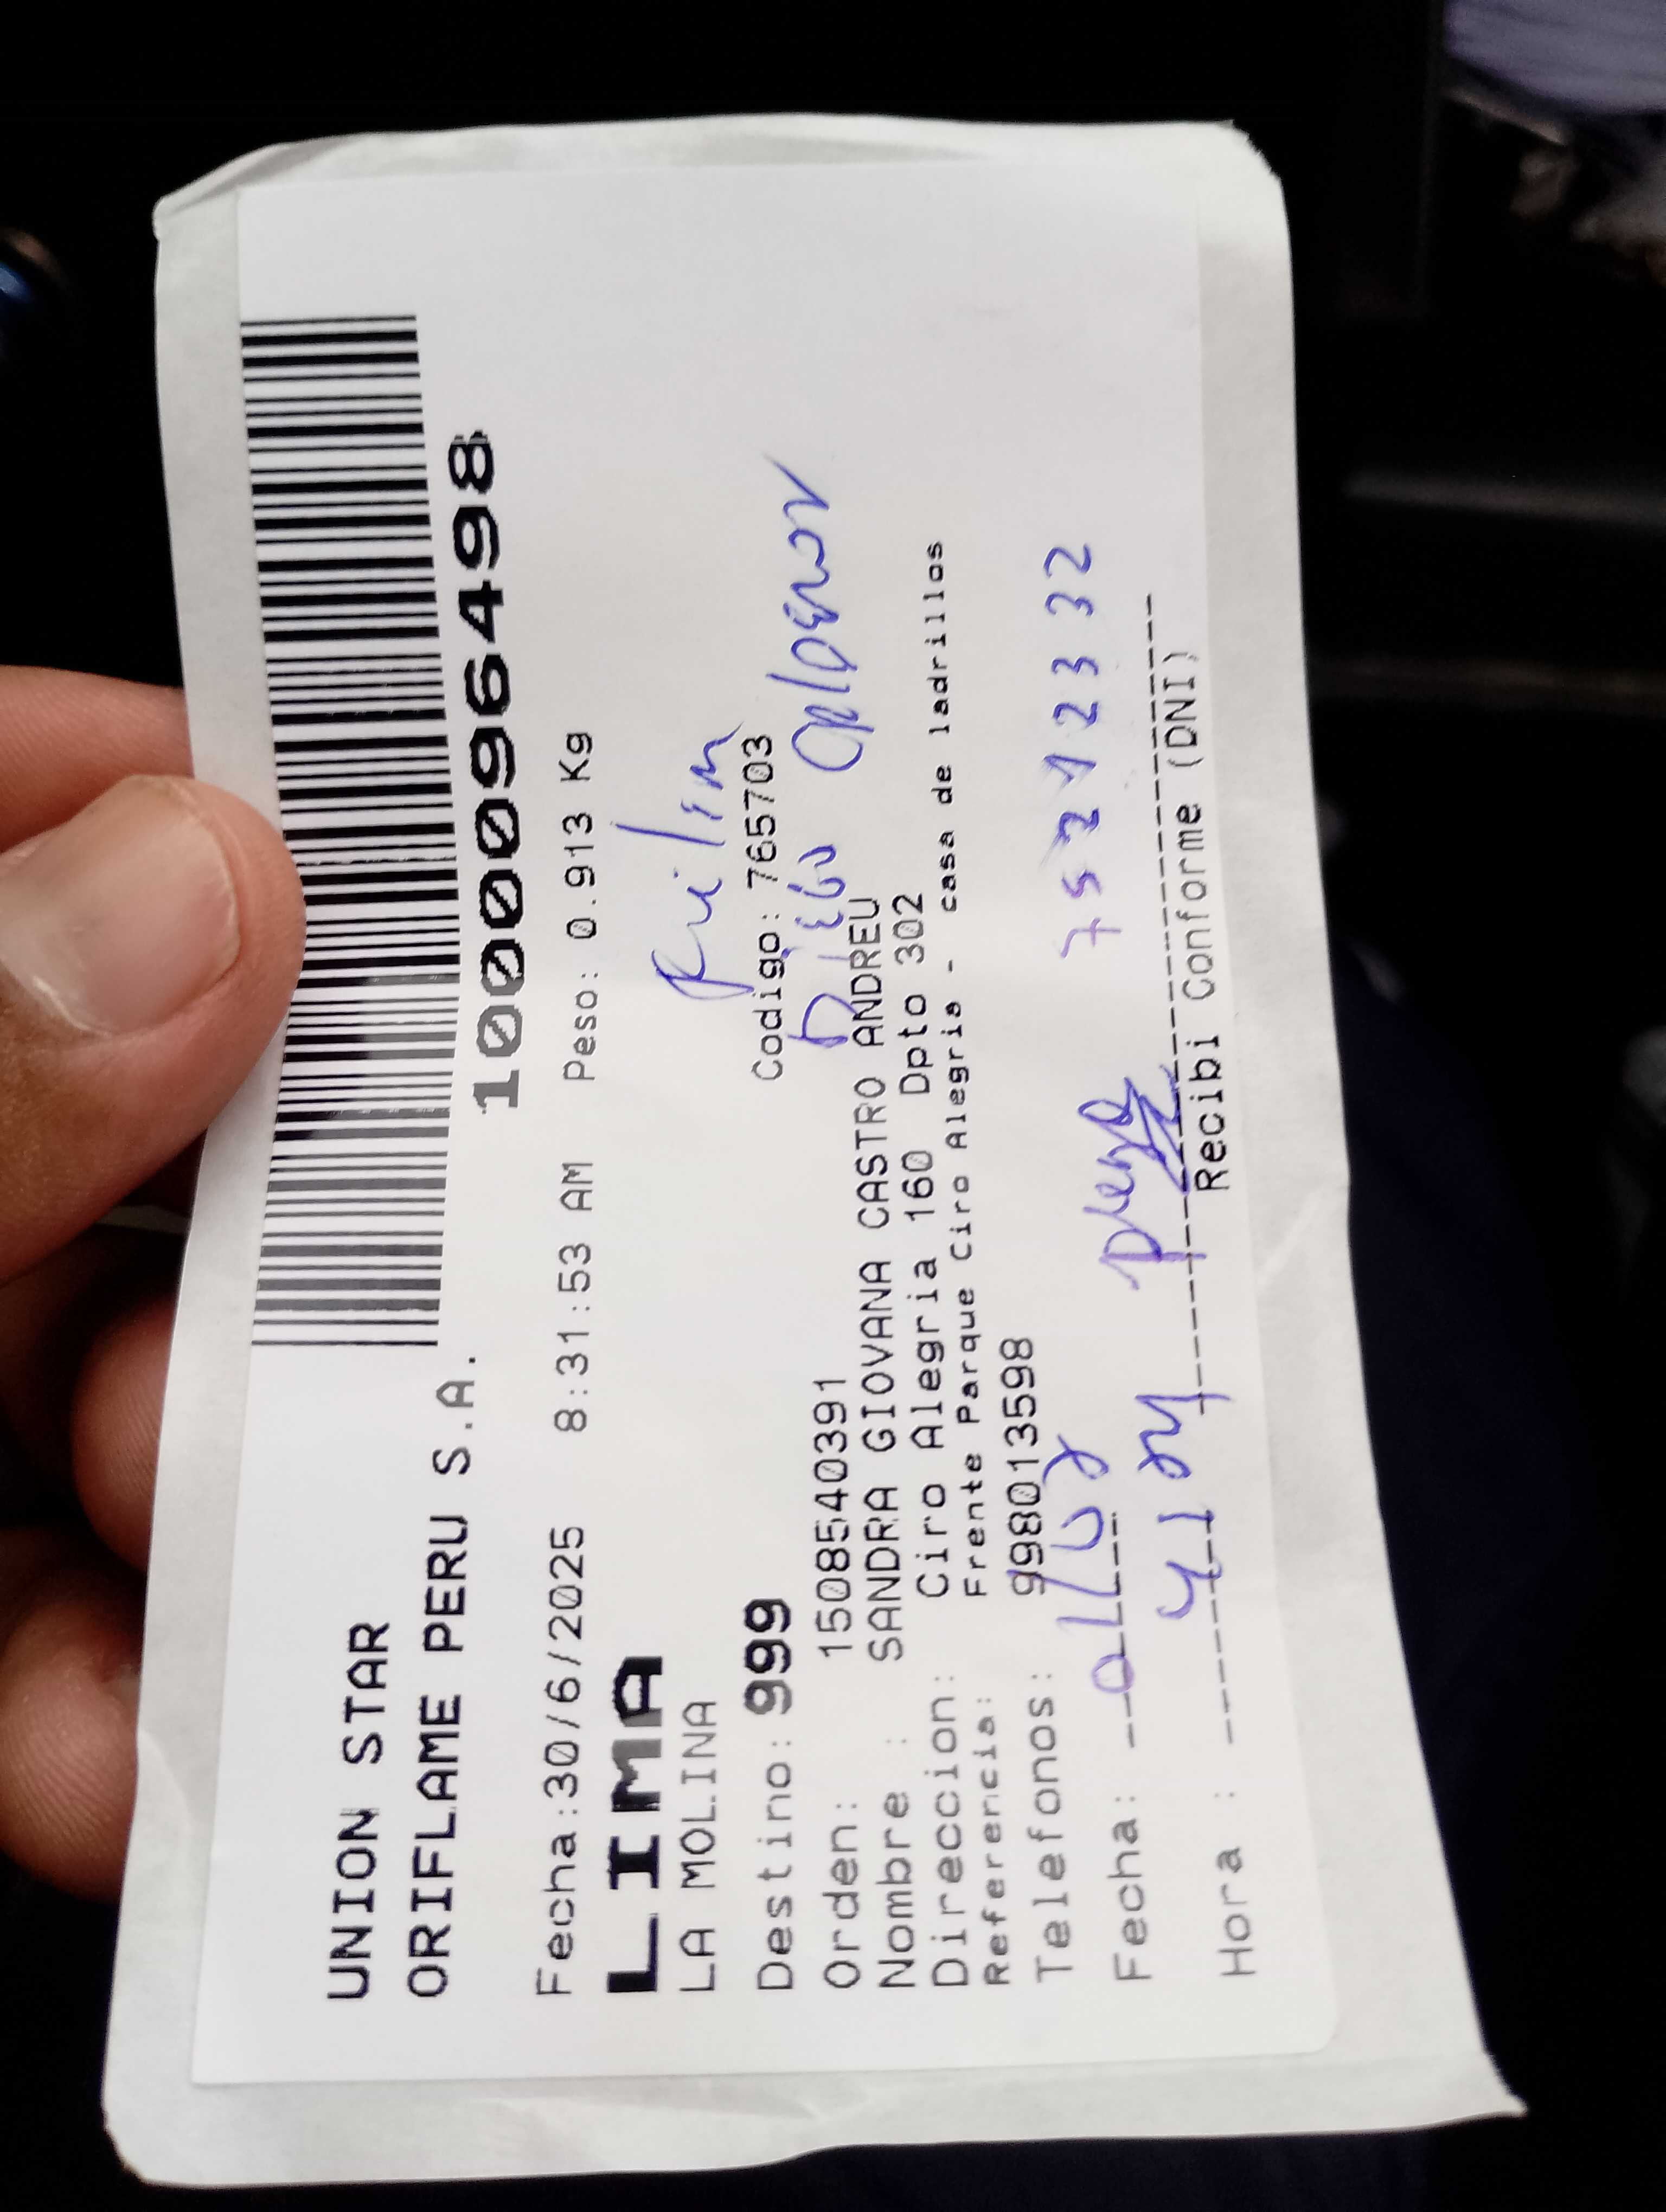 UNION STAR
ORIFLAME PERU S.A.
10000096498
Fecha:30/6/2025 8:31:53 AM Peso: 0.913 Kg
LIMA
LA MOLINA
Destino: 999 Codigo: 765703
Orden: 1508540391
Nombre : SANDRA GIOVANA CASTRO ANDREU
Direccion: Ciro Alegria 160 Dpto 302
Referencia: Frente Parque Ciro Alegria - casa de ladrillos
Telefonos: 998013598
Fecha:
Hora :
Recibi Conforme (DNI)